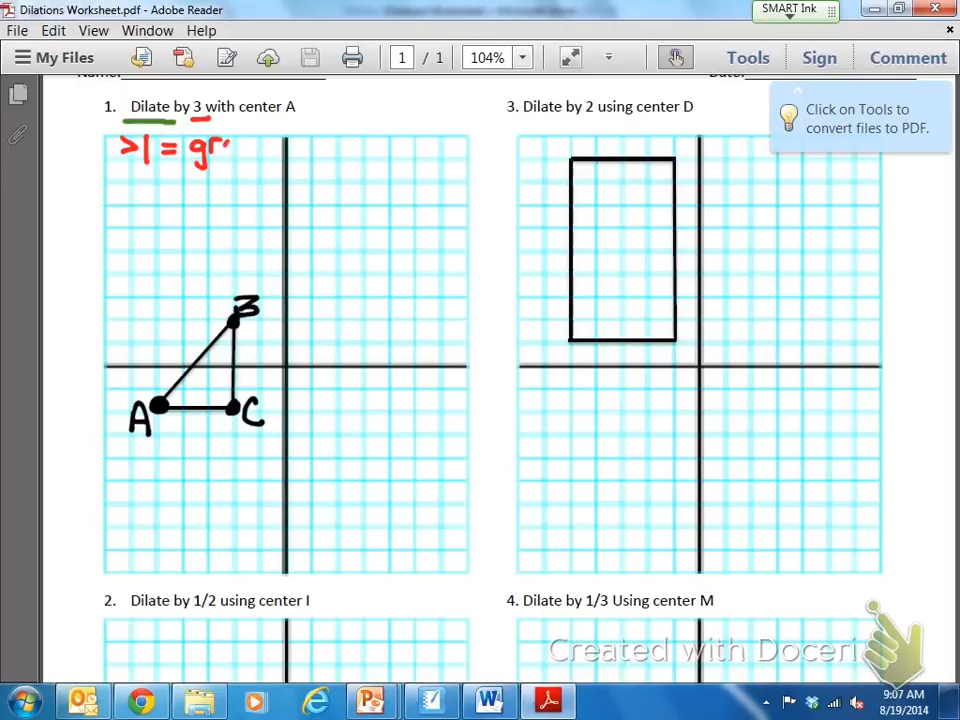 Dilations Worksheet.pdf - Adobe Reader
SMART Ink
File Edit View Window Help
1 / 1 104% Tools Sign Comment
My Files
Click on Tools to
convert files to PDF.
1. Dilate by 3 with center A
>1 = gr
B
A C
3. Dilate by 2 using center D
2. Dilate by 1/2 using center I
4. Dilate by 1/3 Using center M
Created with Doceri
9:07 AM
8/19/2014